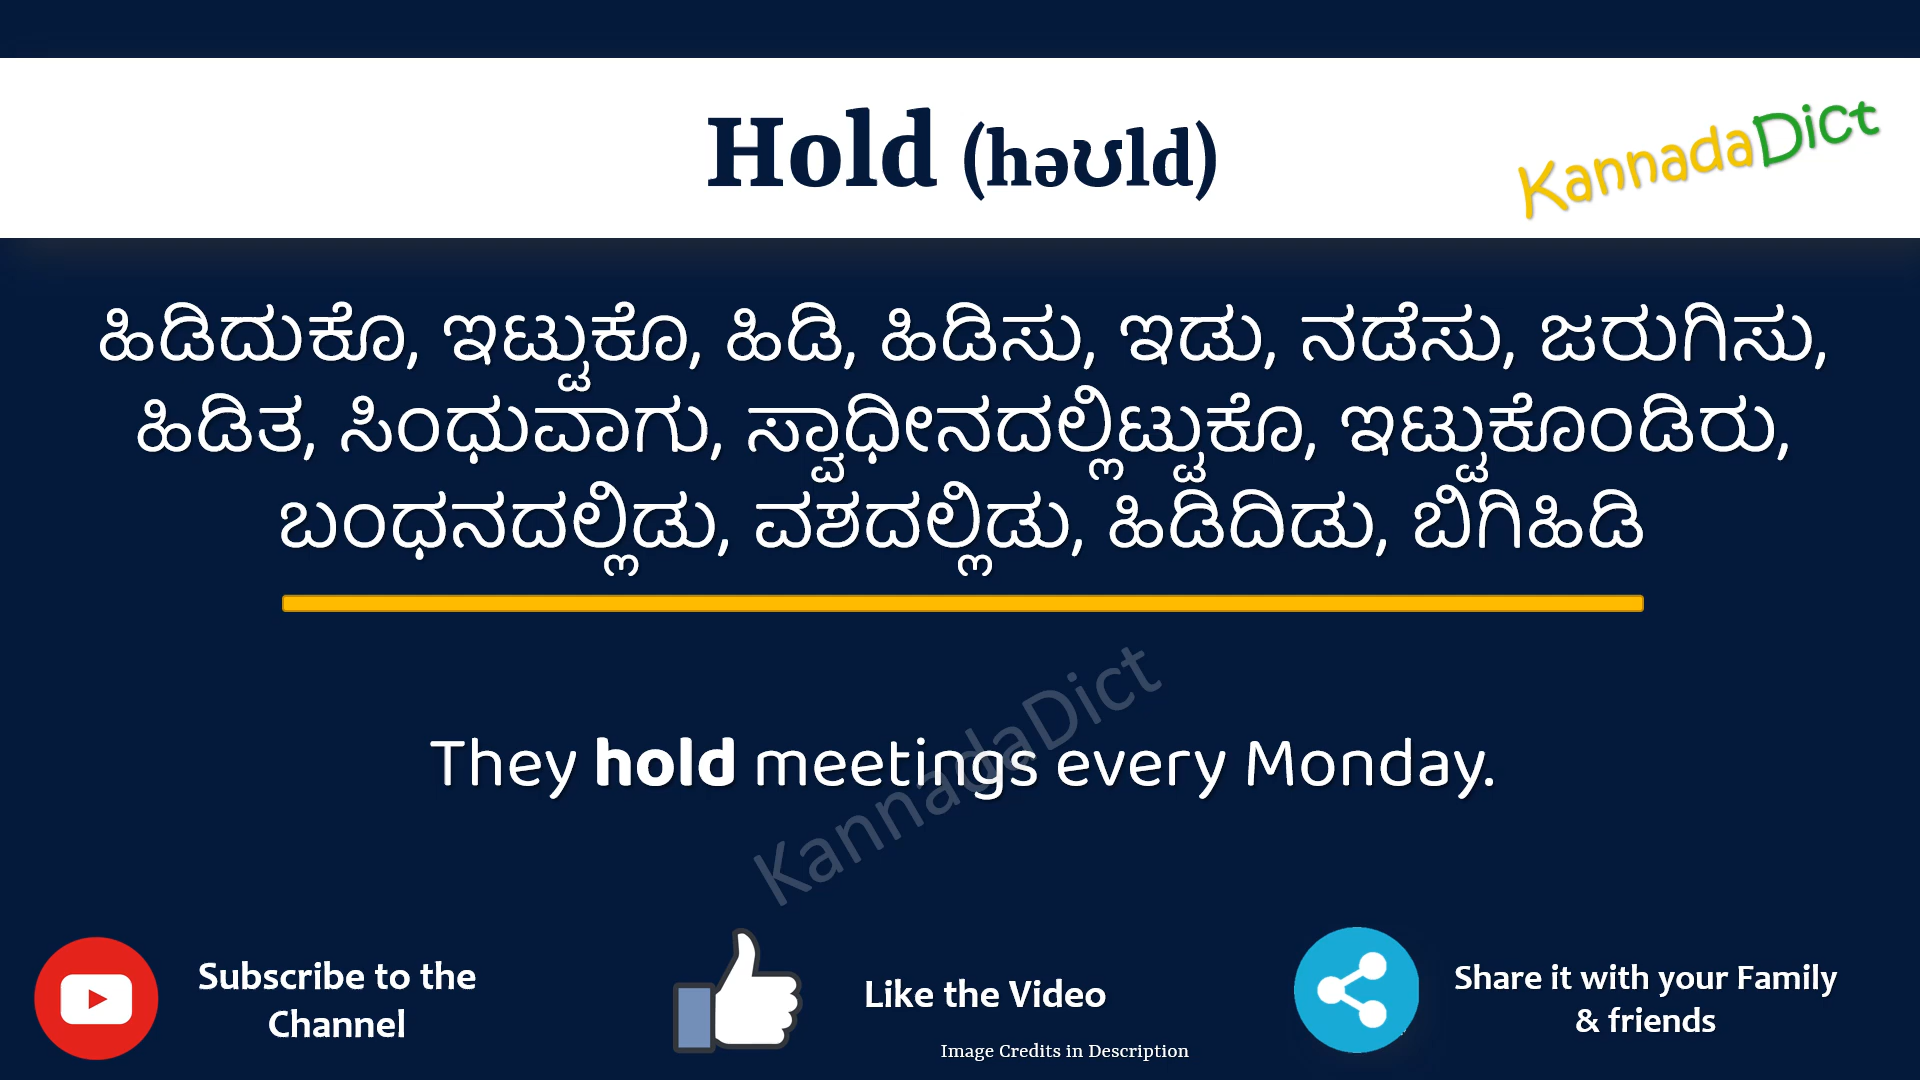 Hold (həʊld)
KannadaDict
ಹಿಡಿದುಕೊ, ಇಟ್ಟುಕೊ, ಹಿಡಿ, ಹಿಡಿಸು, ಇಡು, ನಡೆಸು, ಜರುಗಿಸು,
ಹಿಡಿತ, ಸಿಂಧುವಾಗು, ಸ್ವಾಧೀನದಲ್ಲಿಟ್ಟುಕೊ, ಇಟ್ಟುಕೊಂಡಿರು,
ಬಂಧನದಲ್ಲಿಡು, ವಶದಲ್ಲಿಡು, ಹಿಡಿದಿಡು, ಬಿಗಿಹಿಡಿ
They hold meetings every Monday.
KannadaDict
Subscribe to the
Channel
Like the Video
Share it with your Family
& friends
Image Credits in Description